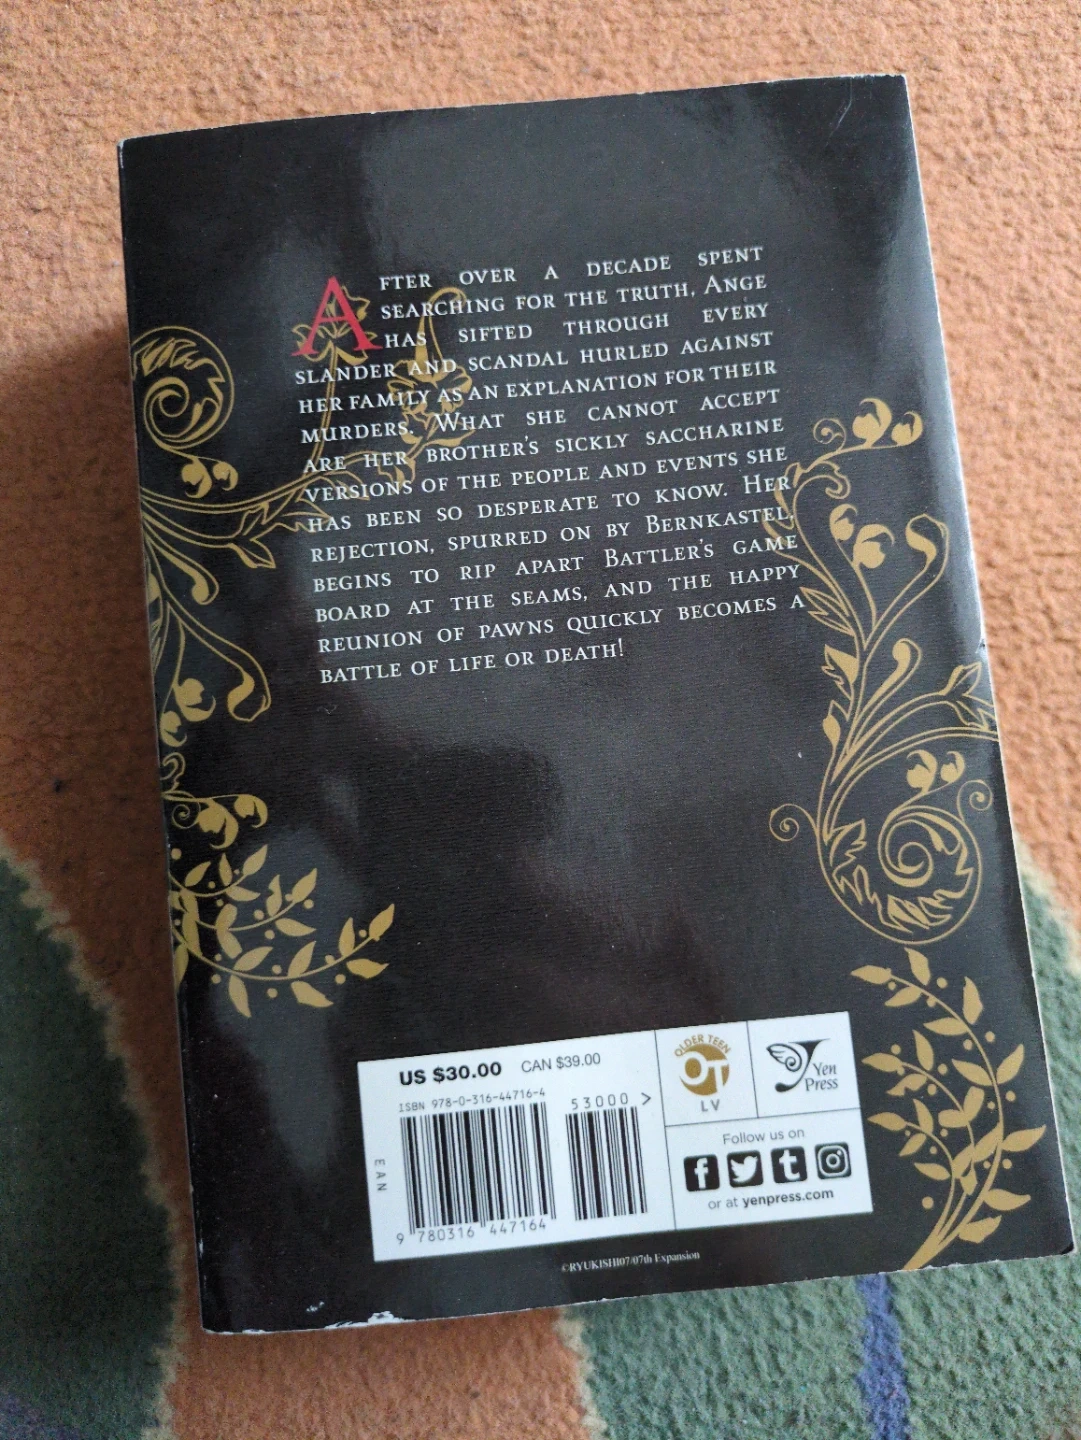 AFTER OVER A DECADE SPENT
SEARCHING FOR THE TRUTH, ANGE
HAS SIFTED THROUGH EVERY
SLANDER AND SCANDAL HURLED AGAINST
HER FAMILY AS AN EXPLANATION FOR THEIR
MURDERS. WHAT SHE CANNOT ACCEPT
ARE HER BROTHER'S SICKLY SACCHARINE
VERSIONS OF THE PEOPLE AND EVENTS SHE
HAS BEEN SO DESPERATE TO KNOW. HER
REJECTION, SPURRED ON BY BERNKASTEL,
BEGINS TO RIP APART BATTLER'S GAME
BOARD AT THE SEAMS, AND THE HAPPY
REUNION OF PAWNS QUICKLY BECOMES A
BATTLE OF LIFE OR DEATH!
US $30.00 CAN $39.00
ISBN 978-0-316-44716-4
53000 >
EAN
9 780316 447164
OLDER TEEN
OT
LV
Yen
Press
Follow us on
or at yenpress.com
©RYUKISHI07/07th Expansion